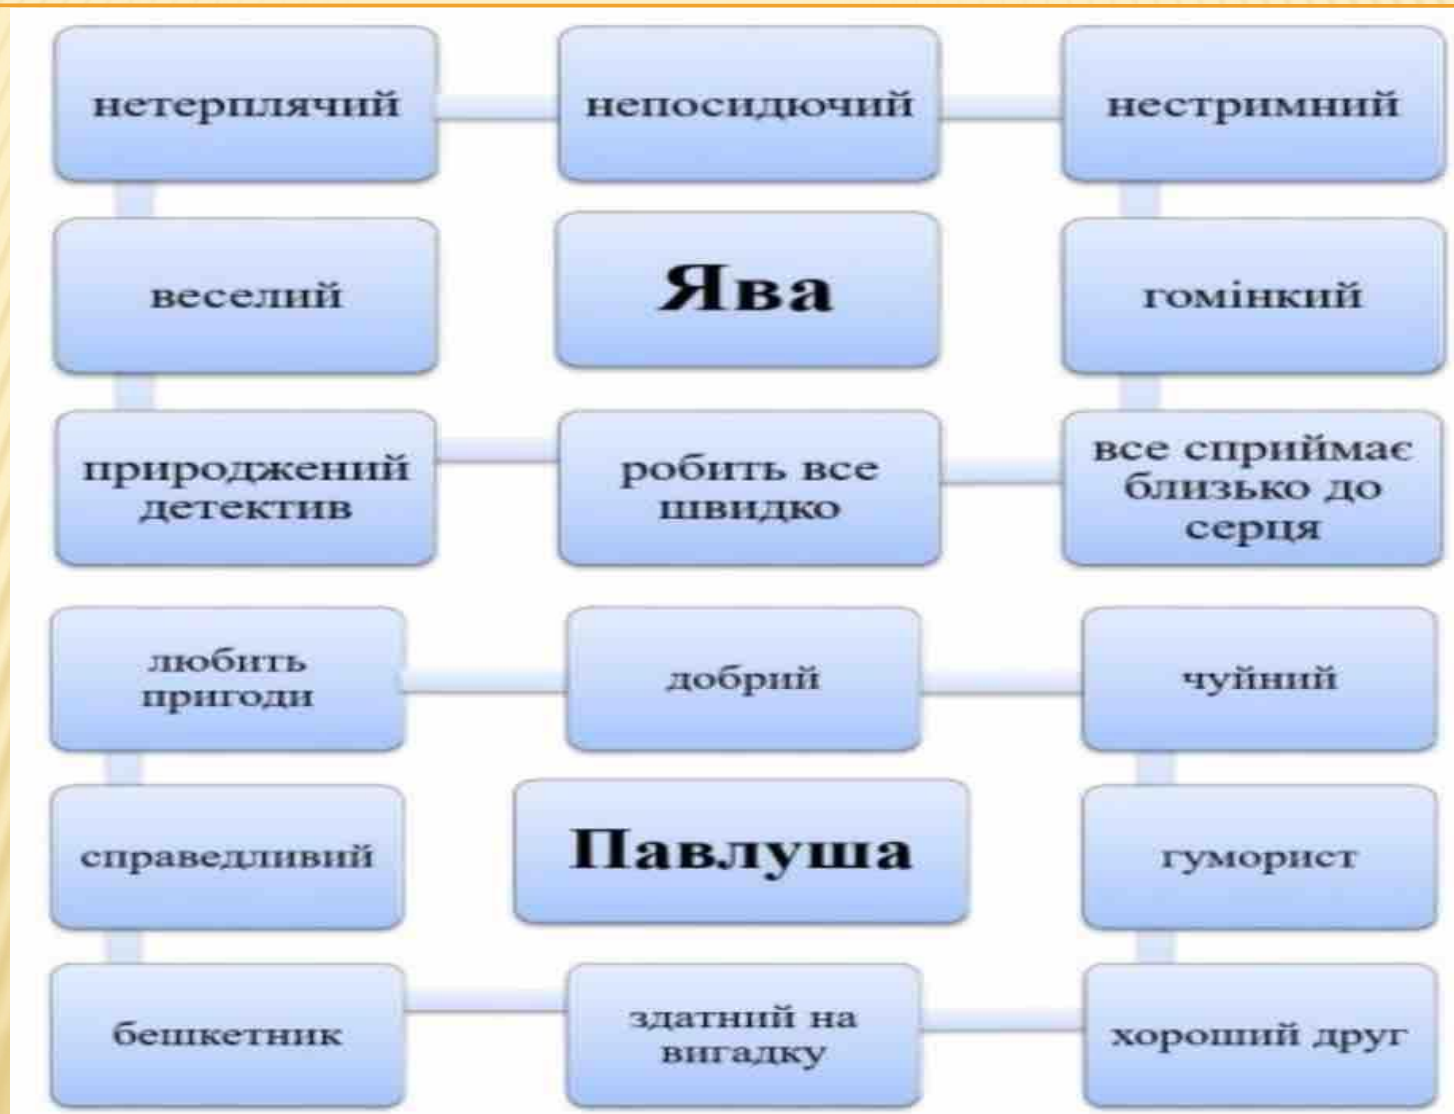 нетерплячий
непосидючий
нестримний
веселий
Ява
гомінкий
природжений
детектив
робить все
швидко
все сприймає
близько до
серця
любить
пригоди
добрий
чуйний
справедливий
Павлуша
гуморист
бешкетник
здатний на
вигадку
хороший друг